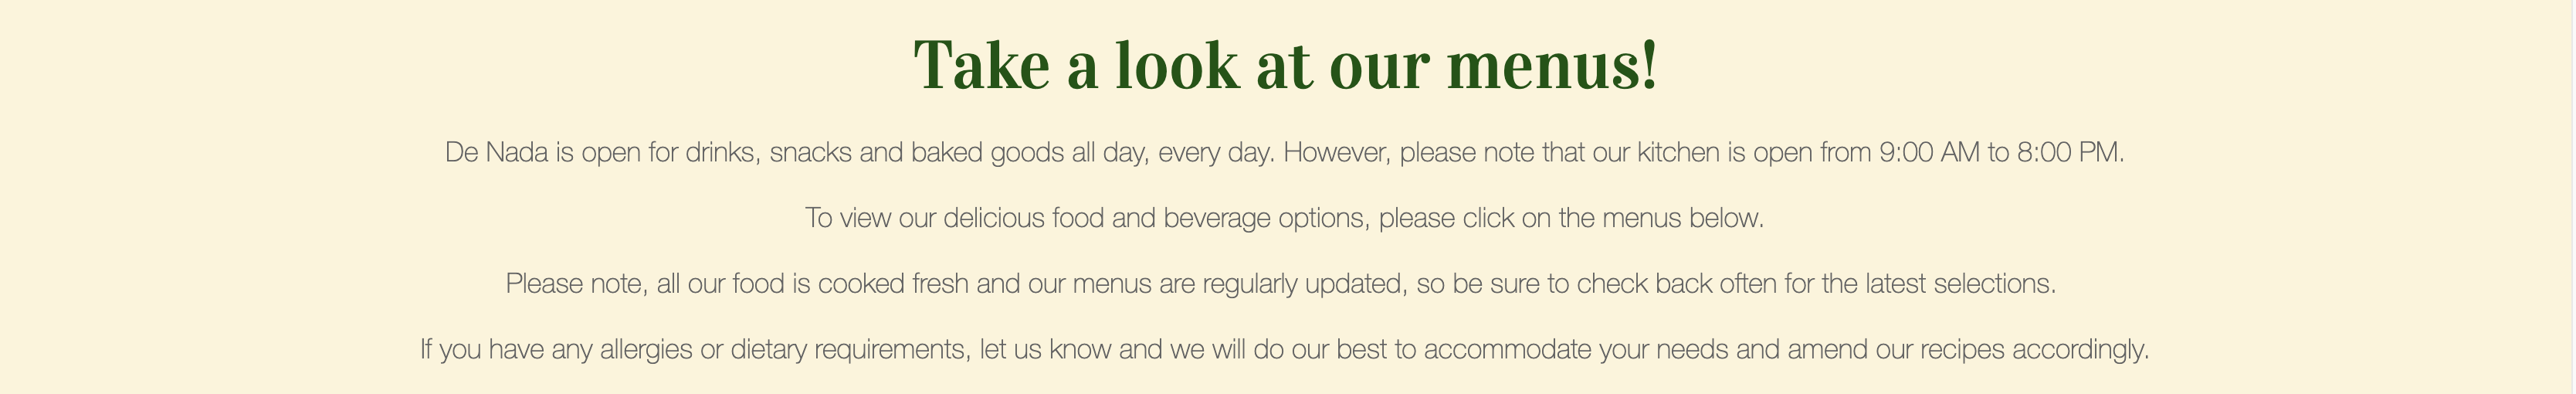 Take a look at our menus!
De Nada is open for drinks, snacks and baked goods all day, every day. However, please note that our kitchen is open from 9:00 AM to 8:00 PM.
To view our delicious food and beverage options, please click on the menus below.
Please note, all our food is cooked fresh and our menus are regularly updated, so be sure to check back often for the latest selections.
If you have any allergies or dietary requirements, let us know and we will do our best to accommodate your needs and amend our recipes accordingly.